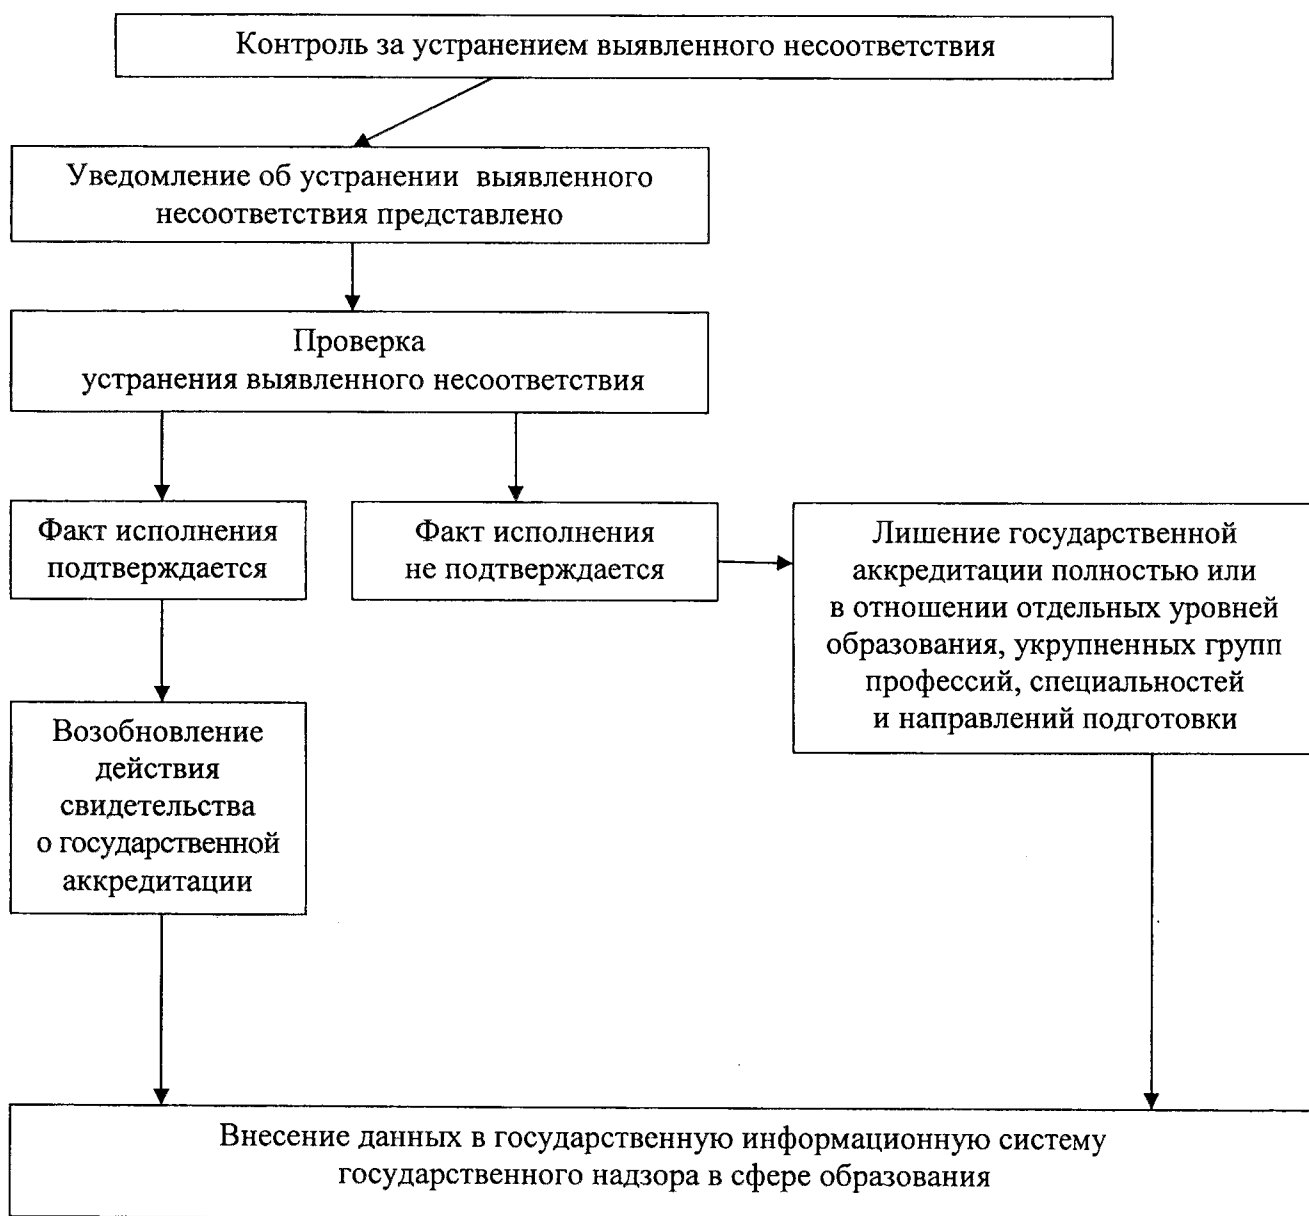 Контроль за устранением выявленного несоответствия
Уведомление об устранении выявленного
несоответствия представлено
Проверка
устранения выявленного несоответствия
Факт исполнения
подтверждается
Факт исполнения
не подтверждается
Лишение государственной
аккредитации полностью или
в отношении отдельных уровней
образования, укрупненных групп
профессий, специальностей
и направлений подготовки
Возобновление
действия
свидетельства
о государственной
аккредитации
Внесение данных в государственную информационную систему
государственного надзора в сфере образования